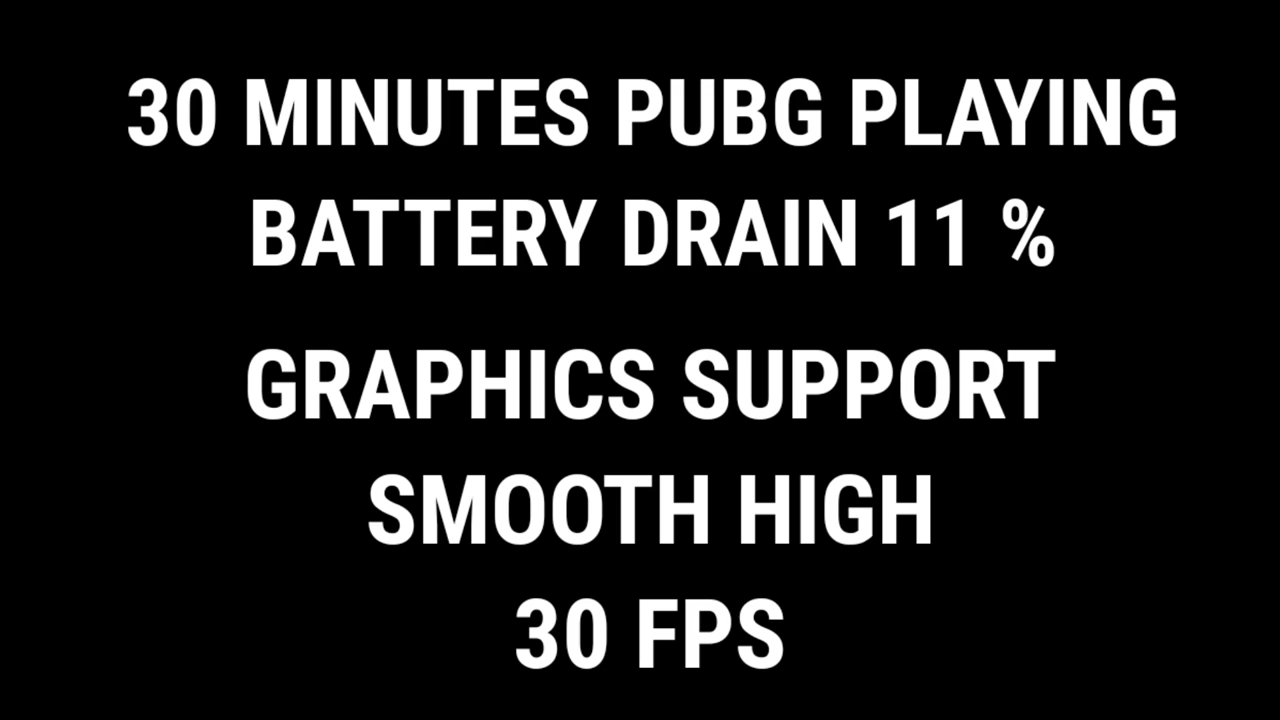 30 MINUTES PUBG PLAYING
BATTERY DRAIN 11 %
GRAPHICS SUPPORT
SMOOTH HIGH
30 FPS